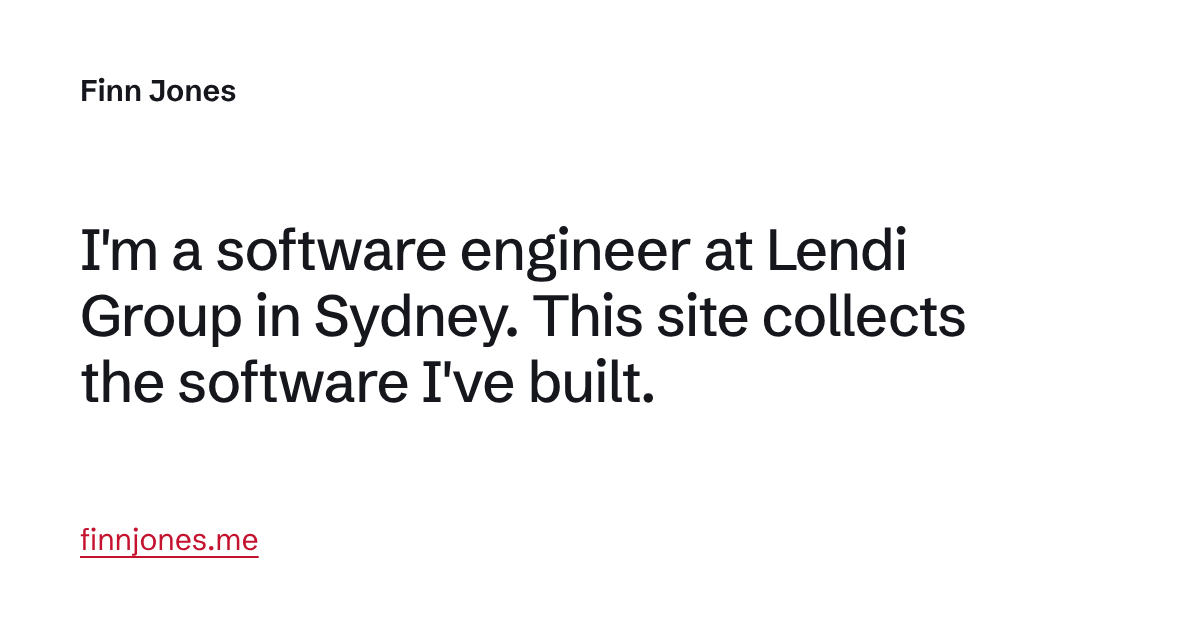 Finn Jones
I'm a software engineer at Lendi
Group in Sydney. This site collects
the software I've built.
finnjones.me